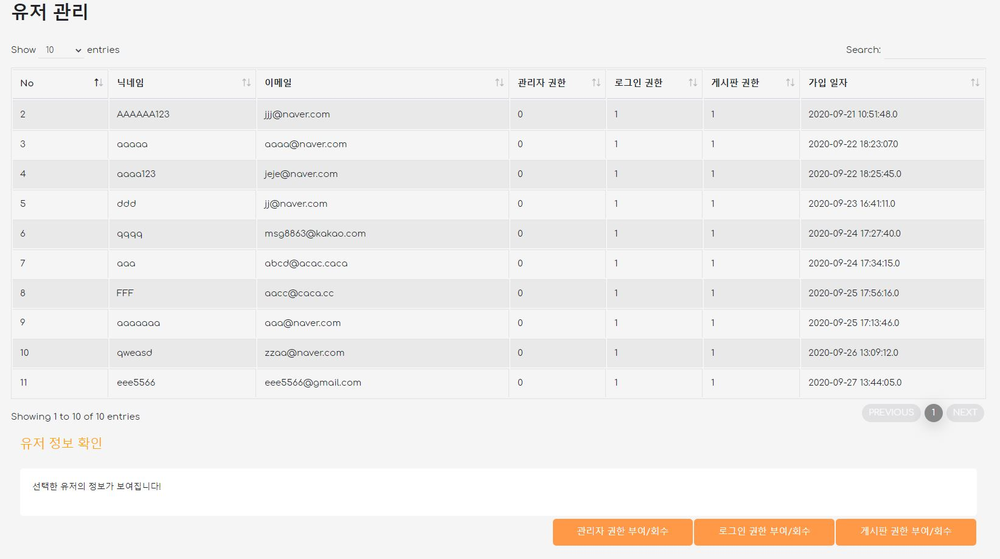 유저 관리
Show 10 entries Search:
No 닉네임 이메일 관리자 권한 로그인 권한 게시판 권한 가입 일자
2 AAAAAA123 jjj@naver.com 0 1 1 2020-09-21 10:51:48.0
3 aaaaa aaaa@naver.com 0 1 1 2020-09-22 18:23:07.0
4 aaaa123 jeje@naver.com 0 1 1 2020-09-22 18:25:45.0
5 ddd jj@naver.com 0 1 1 2020-09-23 16:41:11.0
6 qqqq msg8863@kakao.com 0 1 1 2020-09-24 17:27:40.0
7 aaa abcd@acac.caca 0 1 1 2020-09-24 17:34:15.0
8 FFF aacc@caca.cc 0 1 1 2020-09-25 17:56:16.0
9 aaaaaaa aaa@naver.com 0 1 1 2020-09-25 17:13:46.0
10 qweasd zzaa@naver.com 0 1 1 2020-09-26 13:09:12.0
11 eee5566 eee5566@gmail.com 0 1 1 2020-09-27 13:44:05.0
Showing 1 to 10 of 10 entries PREVIOUS 1 NEXT
유저 정보 확인
선택한 유저의 정보가 보여집니다!
관리자 권한 부여/회수 로그인 권한 부여/회수 게시판 권한 부여/회수